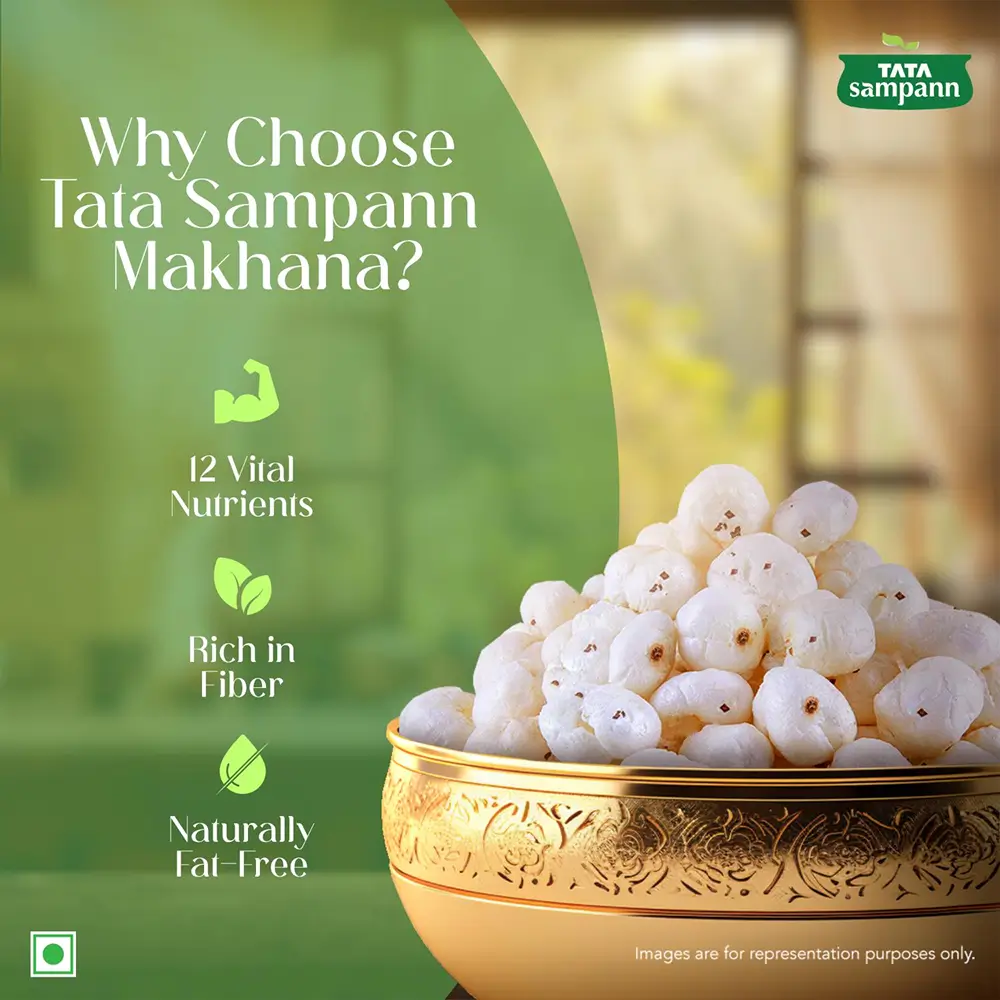 TATA
sampann
Why Choose
Tata Sampann
Makhana?
12 Vital
Nutrients
Rich in
Fiber
Naturally
Fat-Free
Images are for representation purposes only.